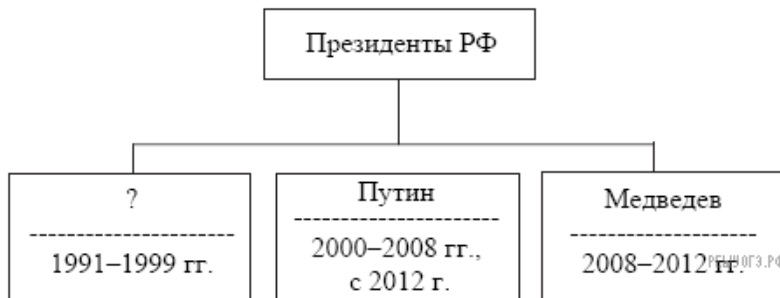 Президенты РФ
?
1991–1999 гг.
Путин
2000–2008 гг.,
с 2012 г.
Медведев
2008–2012 гг.